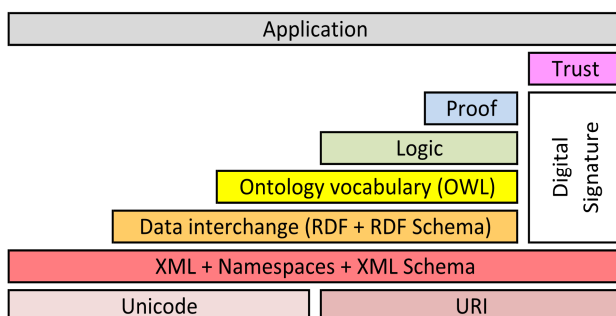 Application
Trust
Proof
Logic
Ontology vocabulary (OWL)
Data interchange (RDF + RDF Schema)
Digital
Signature
XML + Namespaces + XML Schema
Unicode
URI